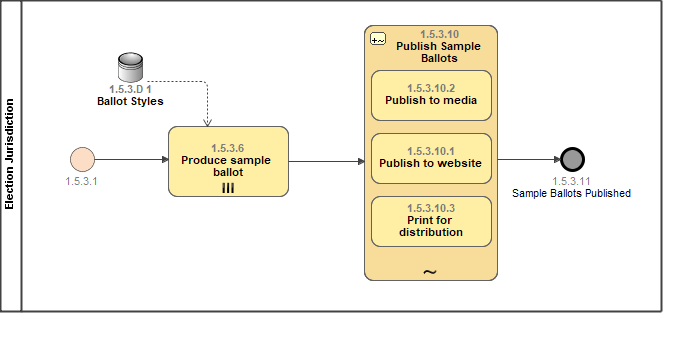 Election Jurisdiction
1.5.3.D 1
Ballot Styles
1.5.3.1
1.5.3.6
Produce sample
ballot
1.5.3.10
Publish Sample
Ballots
1.5.3.10.2
Publish to media
1.5.3.10.1
Publish to website
1.5.3.10.3
Print for
distribution
1.5.3.11
Sample Ballots Published